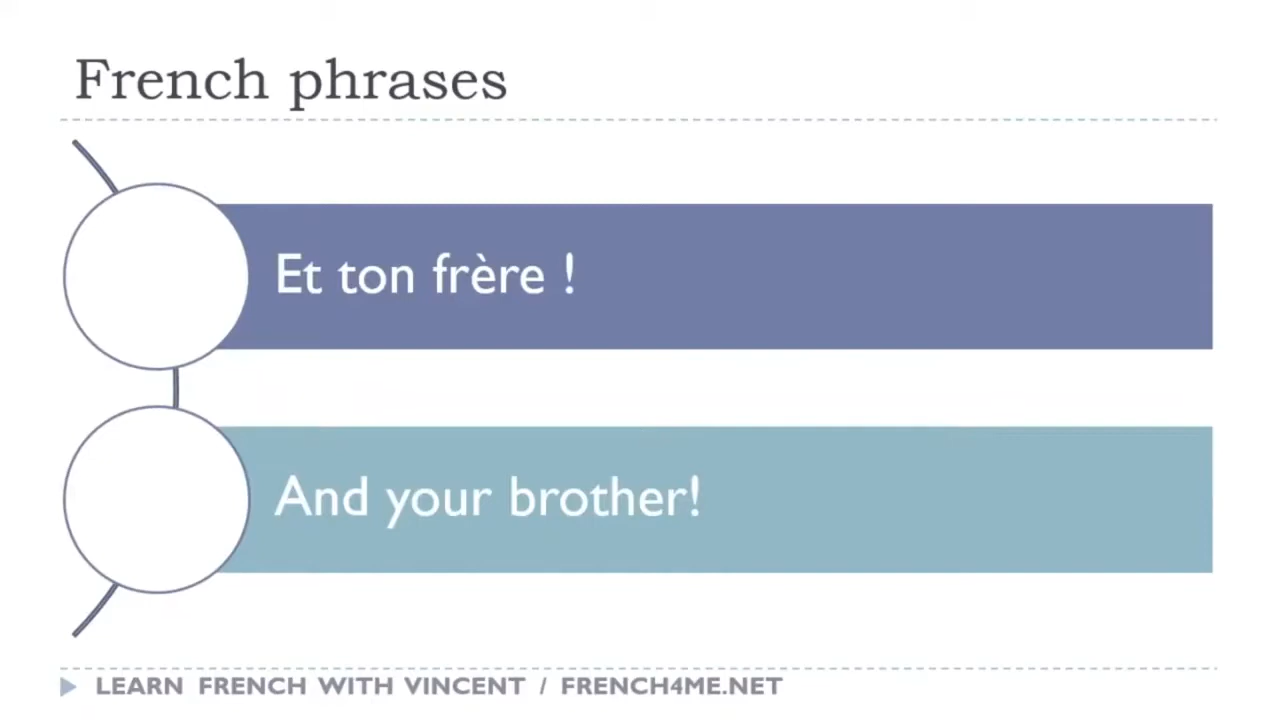 French phrases
Et ton frère !
And your brother!
LEARN FRENCH WITH VINCENT / FRENCH4ME.NET